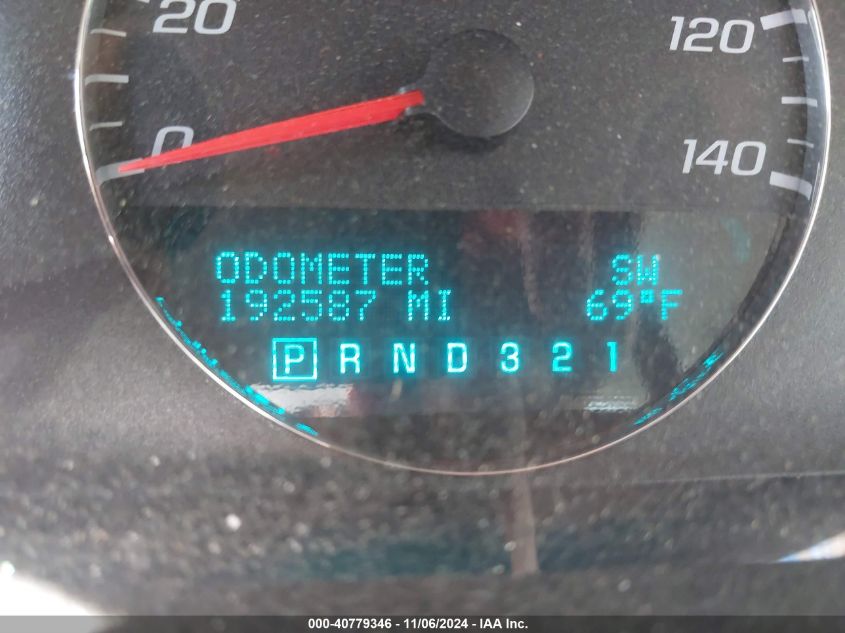 20 120
0 140
ODOMETER SW
192587 MI 69°F
P R N D 3 2 1
000-40779346 - 11/06/2024 - IAA Inc.